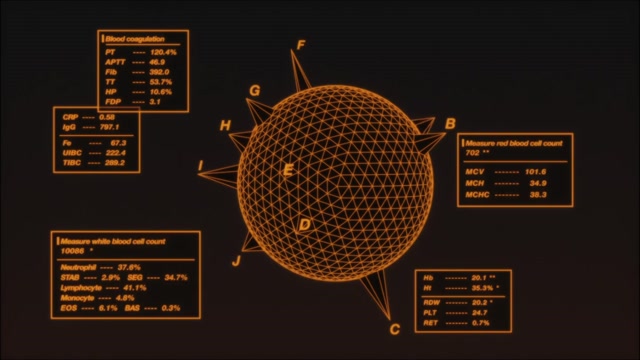 Blood coagulation
PT ---- 120.4%
APTT ---- 46.9
Fib ---- 392.0
TT ---- 53.7%
HP ---- 10.6%
FDP ---- 3.1
CRP ---- 0.58
IgG ---- 797.1
Fe ---- 67.3
UIBC ---- 222.4
TIBC ---- 289.2
F
G
H
I
E
D
J
B
C
Measure red blood cell count
702 **
MCV ------- 101.6
MCH ------- 34.9
MCHC ------- 38.3
Measure white blood cell count
10086 *
Neutrophil ---- 37.6%
STAB ---- 2.9% SEG ---- 34.7%
Lymphocyte ---- 41.1%
Monocyte ---- 4.8%
EOS ---- 6.1% BAS ---- 0.3%
Hb ------- 20.1 **
Ht ------- 35.3% *
RDW ------- 20.2 *
PLT ------- 24.7
RET ------- 0.7%